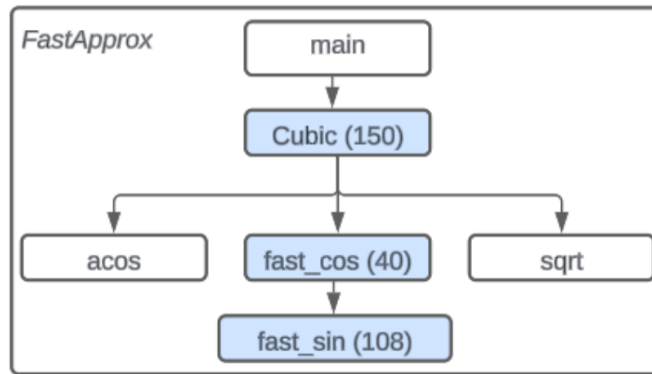 FastApprox
main
Cubic (150)
acos
fast_cos (40)
sqrt
fast_sin (108)